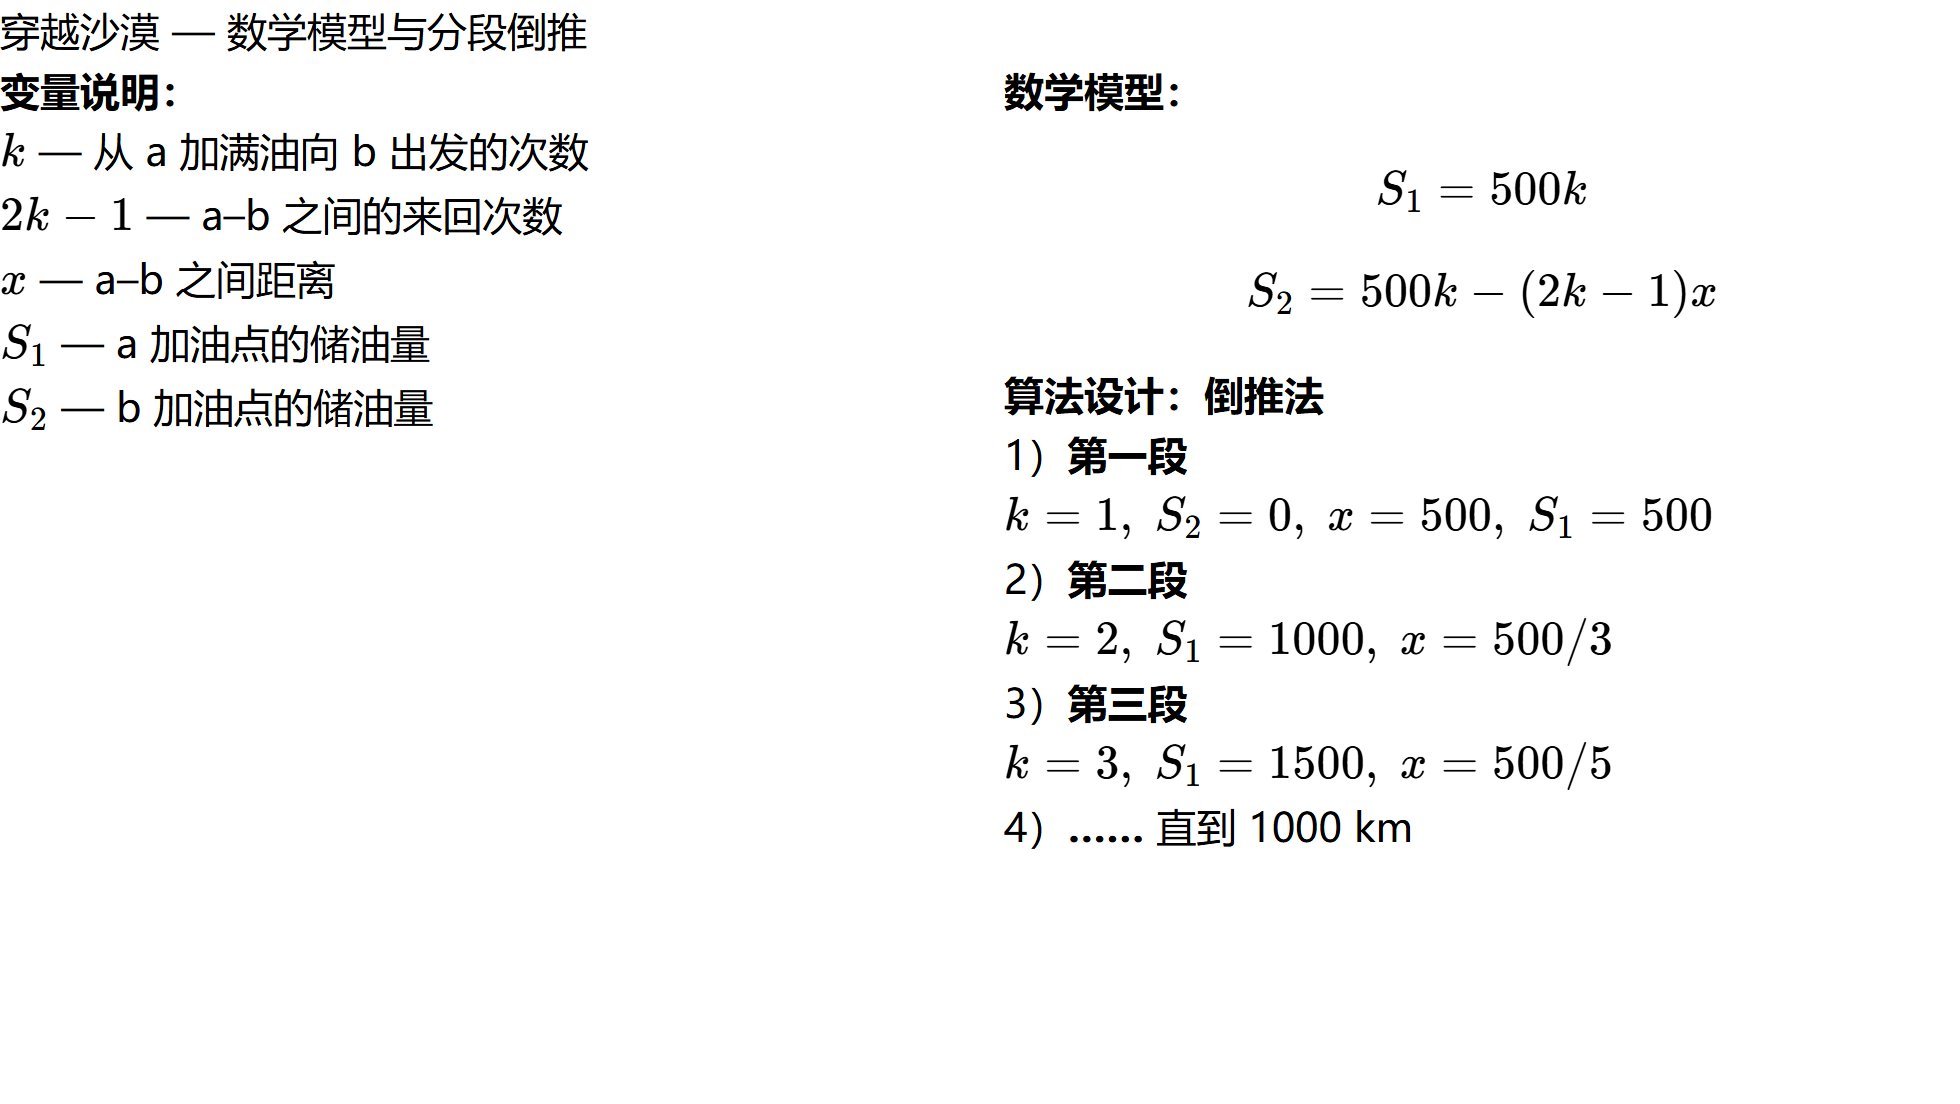 穿越沙漠 — 数学模型与分段倒推
变量说明：
k — 从 a 加满油向 b 出发的次数
2k − 1 — a–b 之间的来回次数
x — a–b 之间距离
S₁ — a 加油点的储油量
S₂ — b 加油点的储油量
数学模型：
S₁ = 500k
S₂ = 500k − (2k − 1)x
算法设计：倒推法
1）第一段
k = 1, S₂ = 0, x = 500, S₁ = 500
2）第二段
k = 2, S₁ = 1000, x = 500/3
3）第三段
k = 3, S₁ = 1500, x = 500/5
4）…… 直到 1000 km